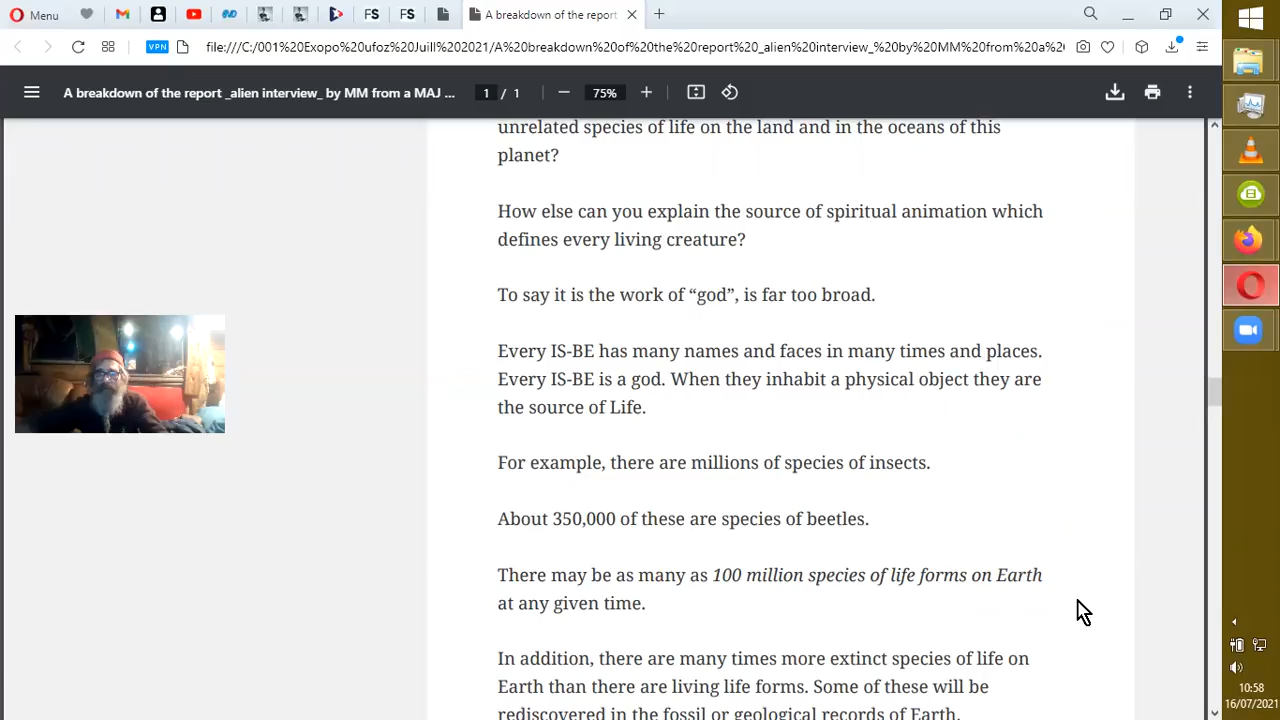 Menu
FS
FS
A breakdown of the report
VPN
file:///C:/001%20Exopo%20ufoz%20Juill%202021/A%20breakdown%20of%20the%20report%20_alien%20interview_%20by%20MM%20from%20a%
A breakdown of the report _alien interview_ by MM from a MAJ ...
1 / 1
75%
unrelated species of life on the land and in the oceans of this
planet?
How else can you explain the source of spiritual animation which
defines every living creature?
To say it is the work of “god”, is far too broad.
Every IS-BE has many names and faces in many times and places.
Every IS-BE is a god. When they inhabit a physical object they are
the source of Life.
For example, there are millions of species of insects.
About 350,000 of these are species of beetles.
There may be as many as 100 million species of life forms on Earth
at any given time.
In addition, there are many times more extinct species of life on
Earth than there are living life forms. Some of these will be
rediscovered in the fossil or geological records of Earth.
10:58
16/07/2021